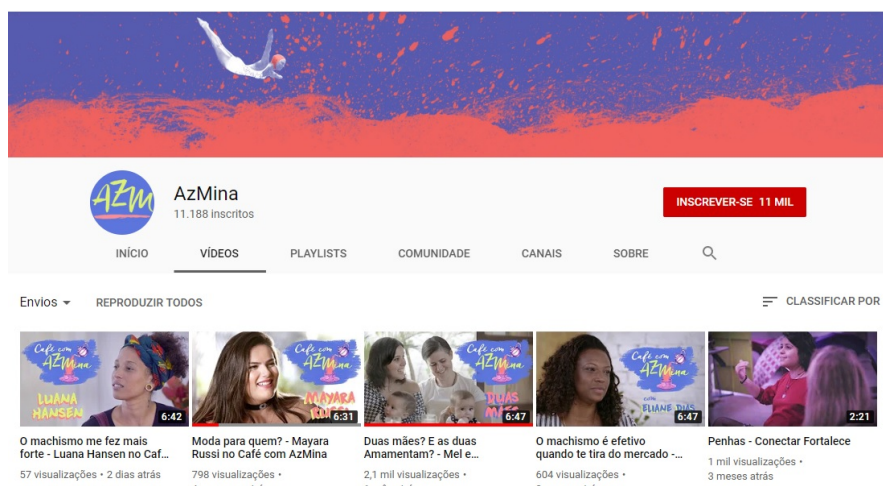 AZM
AzMina
11.188 inscritos
INSCREVER-SE 11 MIL
INÍCIO VÍDEOS PLAYLISTS COMUNIDADE CANAIS SOBRE
Envios REPRODUZIR TODOS CLASSIFICAR POR
Café com AZMina
LUANA HANSEN
6:42
Café com AZMina
MAYARA RUSSI
6:31
Café com AZMina
DUAS MÃES
6:47
Café com AZMina
com ELIANE DIAS
6:47
2:21
O machismo me fez mais
forte - Luana Hansen no Caf...
57 visualizações • 2 dias atrás
Moda para quem? - Mayara
Russi no Café com AzMina
798 visualizações •
Duas mães? E as duas
Amamentam? - Mel e...
2,1 mil visualizações •
O machismo é efetivo
quando te tira do mercado -...
604 visualizações •
Penhas - Conectar Fortalece
1 mil visualizações •
3 meses atrás